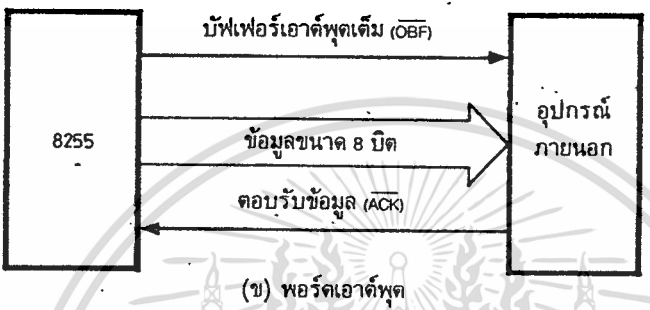 บัฟเฟอร์เอาต์พุตเต็ม (OBF)
8255
ข้อมูลขนาด 8 บิต
อุปกรณ์
ภายนอก
ตอบรับข้อมูล (ACK)
(ข) พอร์ตเอาต์พุต